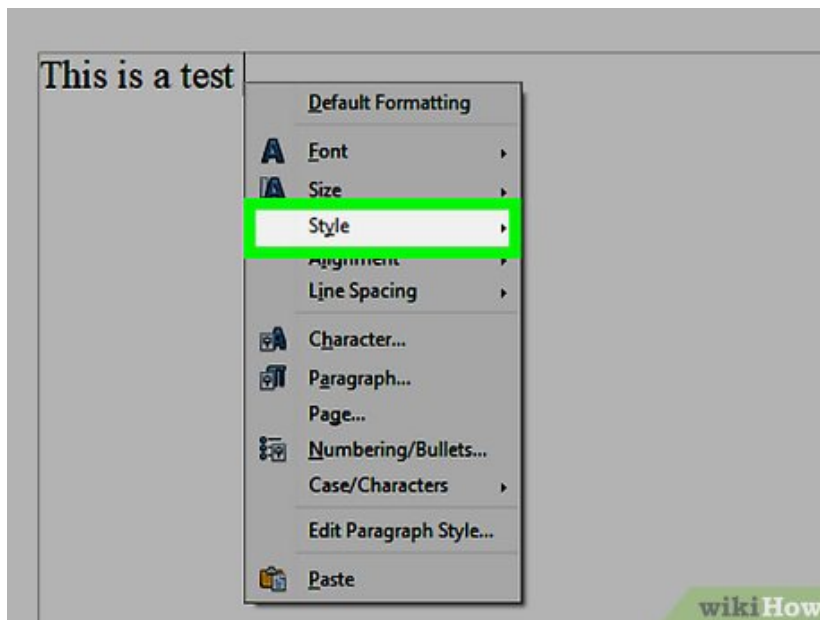 This is a test
Default Formatting
Font
Size
Style
Alignment
Line Spacing
Character...
Paragraph...
Page...
Numbering/Bullets...
Case/Characters
Edit Paragraph Style...
Paste
wikiHow